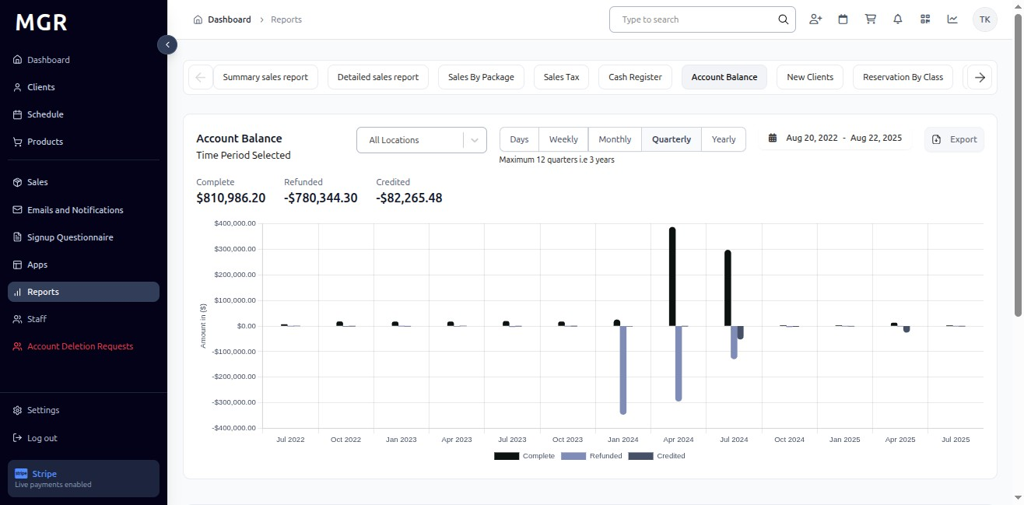 MGR
Dashboard
Clients
Schedule
Products
Sales
Emails and Notifications
Signup Questionnaire
Apps
Reports
Staff
Account Deletion Requests
Settings
Log out
Stripe
Live payments enabled
Dashboard > Reports
Type to search
TK
Summary sales report Detailed sales report Sales By Package Sales Tax Cash Register Account Balance New Clients Reservation By Class
Account Balance
Time Period Selected
All Locations
Days Weekly Monthly Quarterly Yearly
Maximum 12 quarters i.e 3 years
Aug 20, 2022 - Aug 22, 2025
Export
Complete Refunded Credited
$810,986.20 -$780,344.30 -$82,265.48
Amount in ($)
$400,000.00
$300,000.00
$200,000.00
$100,000.00
$0.00
-$100,000.00
-$200,000.00
-$300,000.00
-$400,000.00
Jul 2022 Oct 2022 Jan 2023 Apr 2023 Jul 2023 Oct 2023 Jan 2024 Apr 2024 Jul 2024 Oct 2024 Jan 2025 Apr 2025 Jul 2025
Complete Refunded Credited